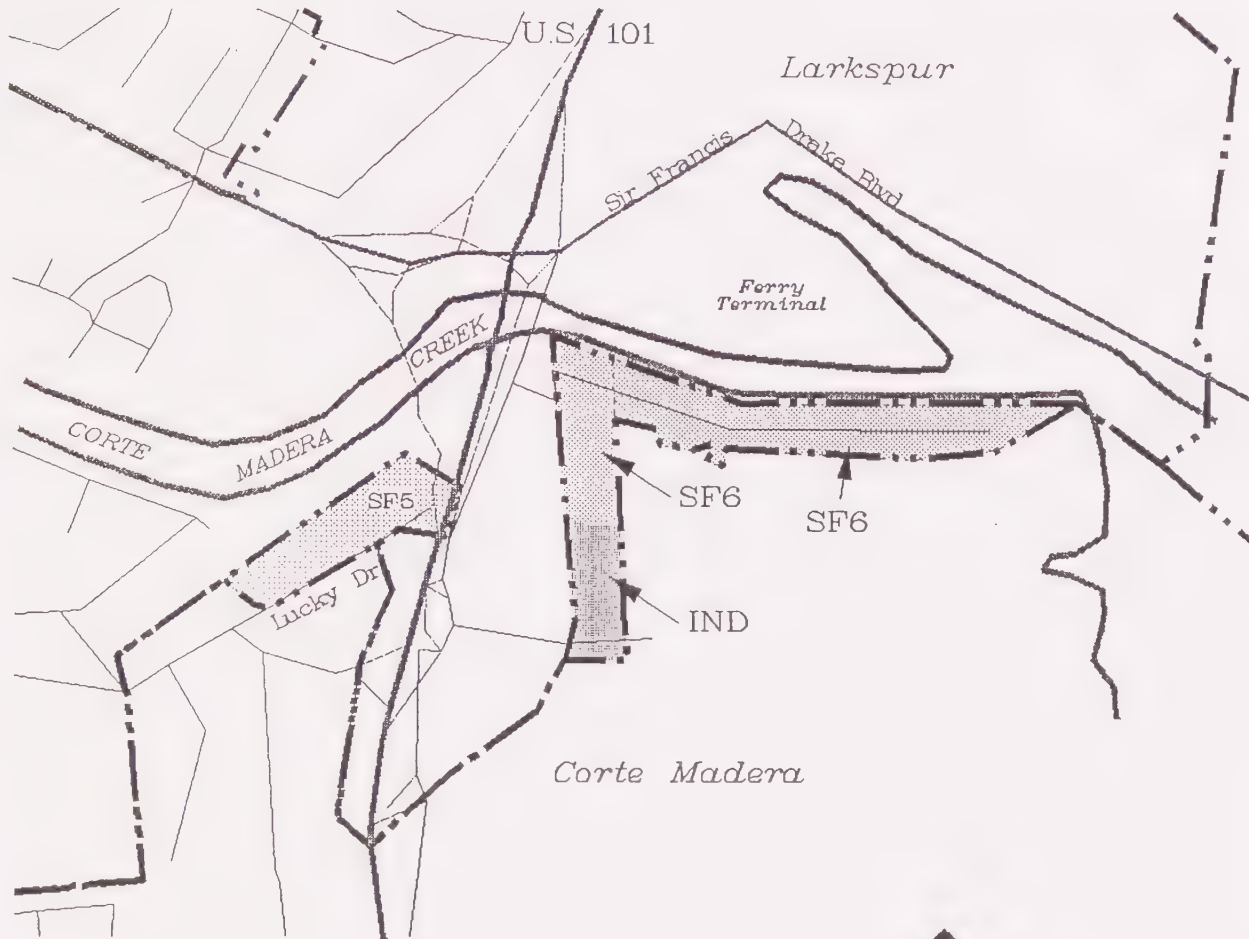 U.S. 101
Larkspur
Sir Francis Drake Blvd
Ferry
Terminal
CORTE MADERA CREEK
SF5
SF6
SF6
Lucky Dr
IND
Corte Madera